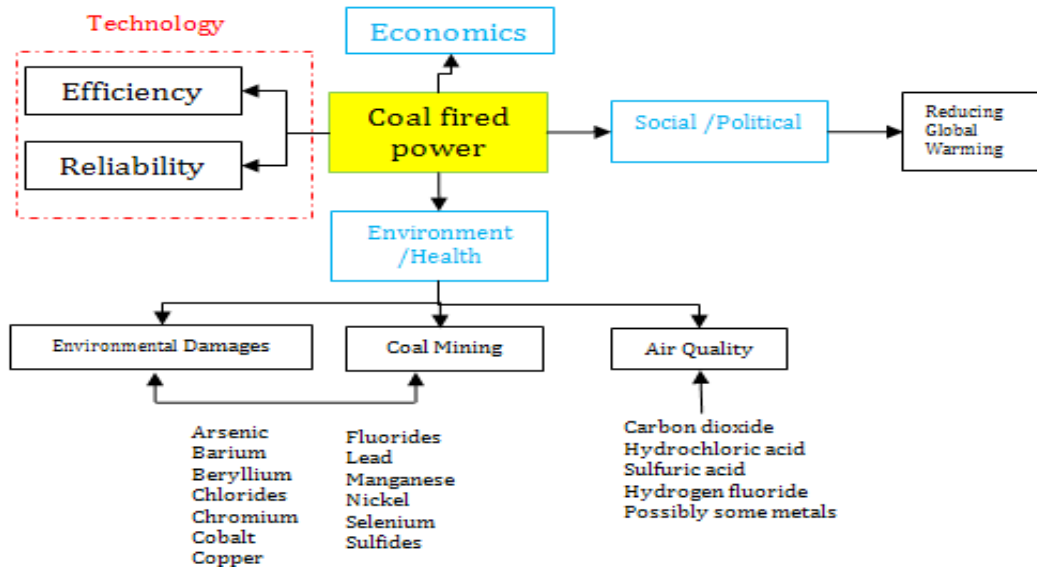 Technology
Economics
Efficiency
Reliability
Coal fired
power
Social /Political
Reducing
Global
Warming
Environment
/Health
Environmental Damages
Coal Mining
Air Quality
Arsenic
Barium
Beryllium
Chlorides
Chromium
Cobalt
Copper
Fluorides
Lead
Manganese
Nickel
Selenium
Sulfides
Carbon dioxide
Hydrochloric acid
Sulfuric acid
Hydrogen fluoride
Possibly some metals